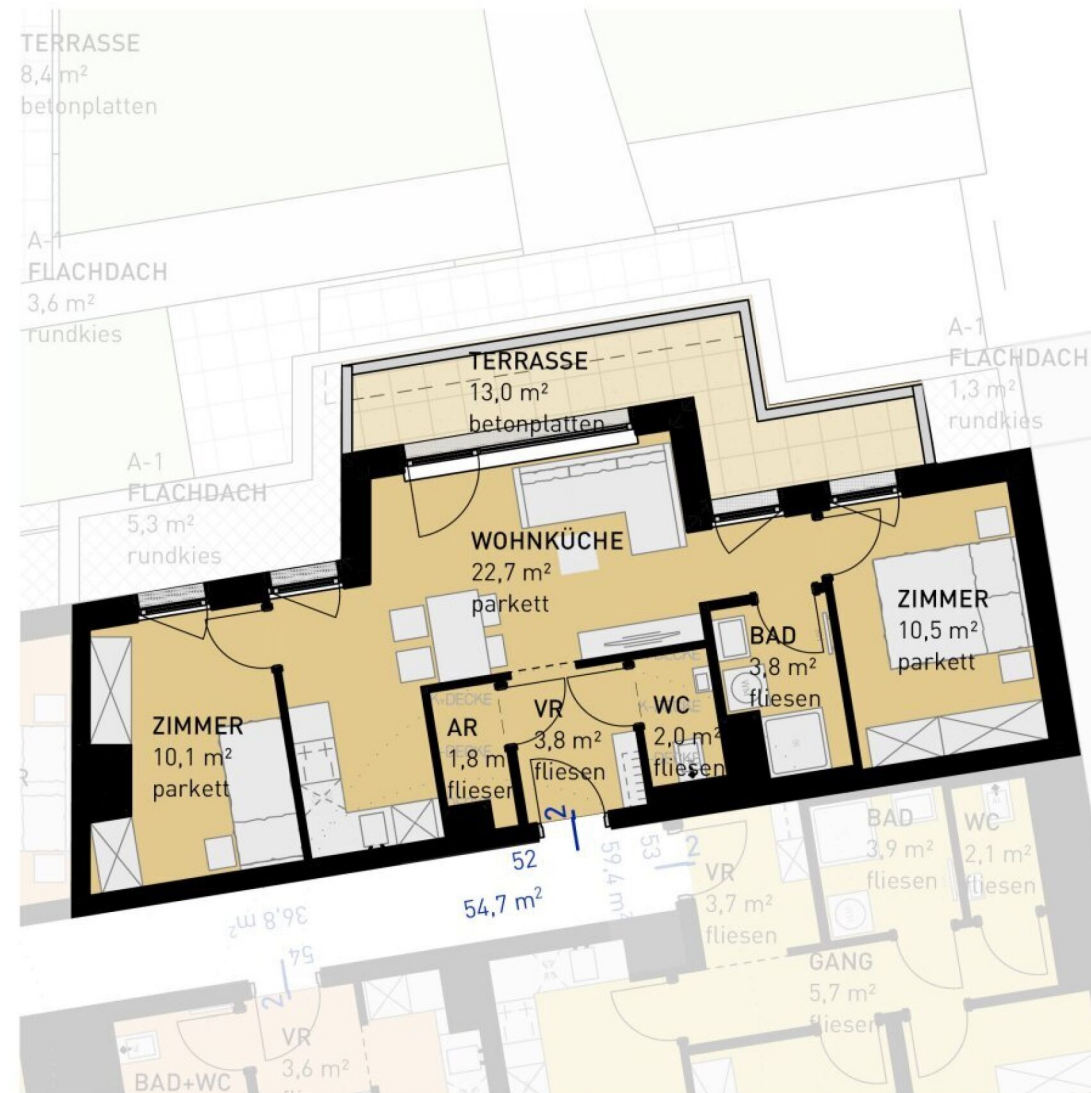 TERRASSE
8,4 m²
betonplatten
A-1
FLACHDACH
3,6 m²
rundkies
TERRASSE
13,0 m²
betonplatten
A-1
FLACHDACH
1,3 m²
rundkies
A-1
FLACHDACH
5,3 m²
rundkies
WOHNKÜCHE
22,7 m²
parkett
ZIMMER
10,5 m²
parkett
BAD
3,8 m²
fliesen
ZIMMER
10,1 m²
parkett
K-DECKE
AR
1,8 m
fliesen
VR
3,8 m²
fliesen
WC
2,0 m²
fliesen
2
52
54,7 m²
59,4 m²
53
2
36,8 m²
54
2
VR
3,7 m²
fliesen
BAD
3,9 m²
fliesen
WC
2,1 m²
fliesen
GANG
5,7 m²
fliesen
VR
3,6 m²
BAD+WC